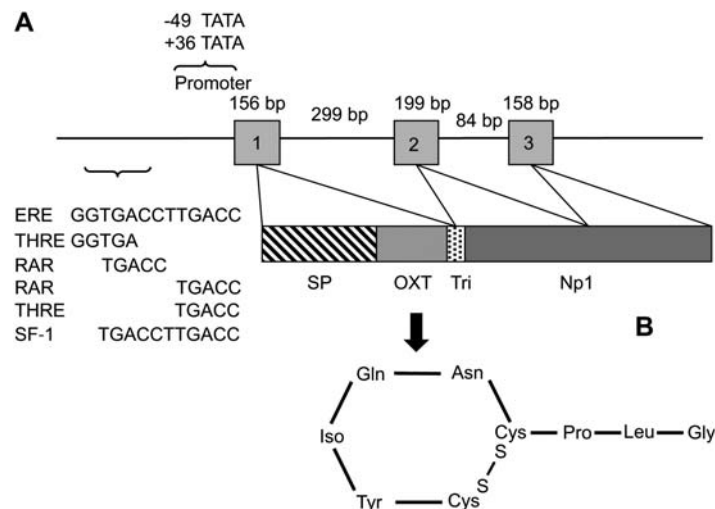 A
-49 TATA
+36 TATA
Promoter
156 bp
299 bp
199 bp
84 bp
158 bp
1
2
3
ERE GGTGACCTTGACC
THRE GGTGA
RAR TGACC
RAR TGACC
THRE TGACC
SF-1 TGACCTTGACC
SP OXT Tri Np1
B
Gln Asn
Iso Cys Pro Leu Gly
S
S
Tyr Cys